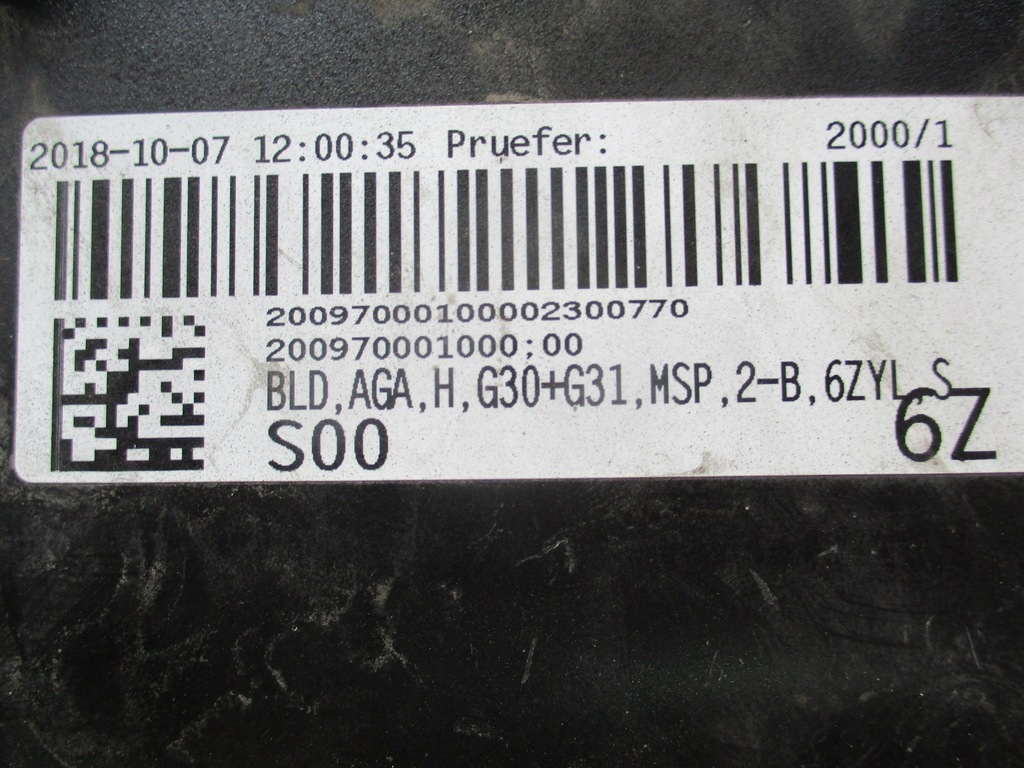 2018-10-07 12:00:35 Pruefer: 2000/1
20097000100002300770
200970001000;00
BLD,AGA,H,G30+G31,MSP,2-B,6ZYL,S
S00 6Z